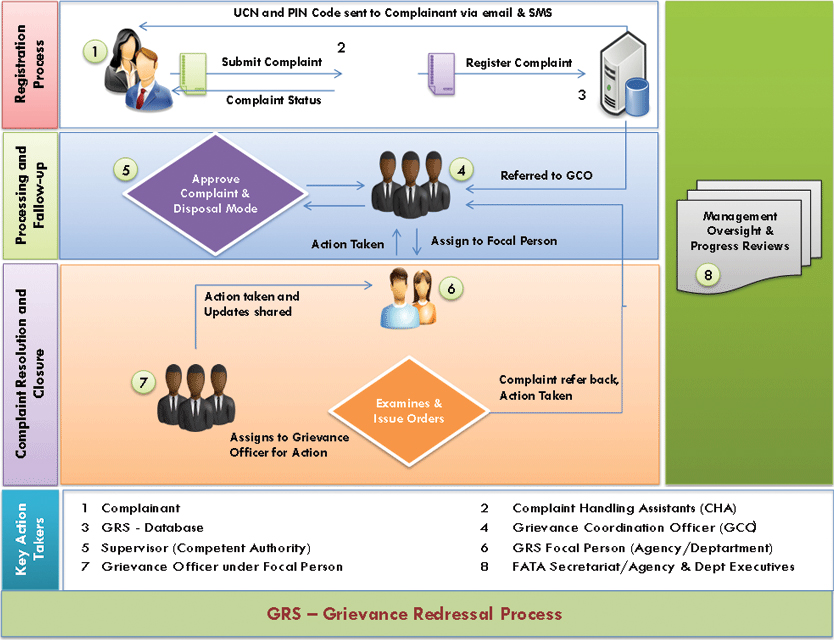 UCN and PIN Code sent to Complainant via email & SMS
Registration
Process
1
Submit Complaint
2
Complaint Status
Register Complaint
3
Processing and
Fallow-up
5
Approve
Complaint &
Disposal Mode
4
Referred to GCO
Action Taken
Assign to Focal Person
Management
Oversight &
Progress Reviews
8
Complaint Resolution and
Closure
Action taken and
Updates shared
6
7
Assigns to Grievance
Officer for Action
Examines &
Issue Orders
Complaint refer back,
Action Taken
Key Action
Takers
1 Complainant
2 Complaint Handling Assistants (CHA)
3 GRS - Database
4 Grievance Coordination Officer (GCO)
5 Supervisor (Competent Authority)
6 GRS Focal Person (Agency/Deptartment)
7 Grievance Officer under Focal Person
8 FATA Secretariat/Agency & Dept Executives
GRS – Grievance Redressal Process